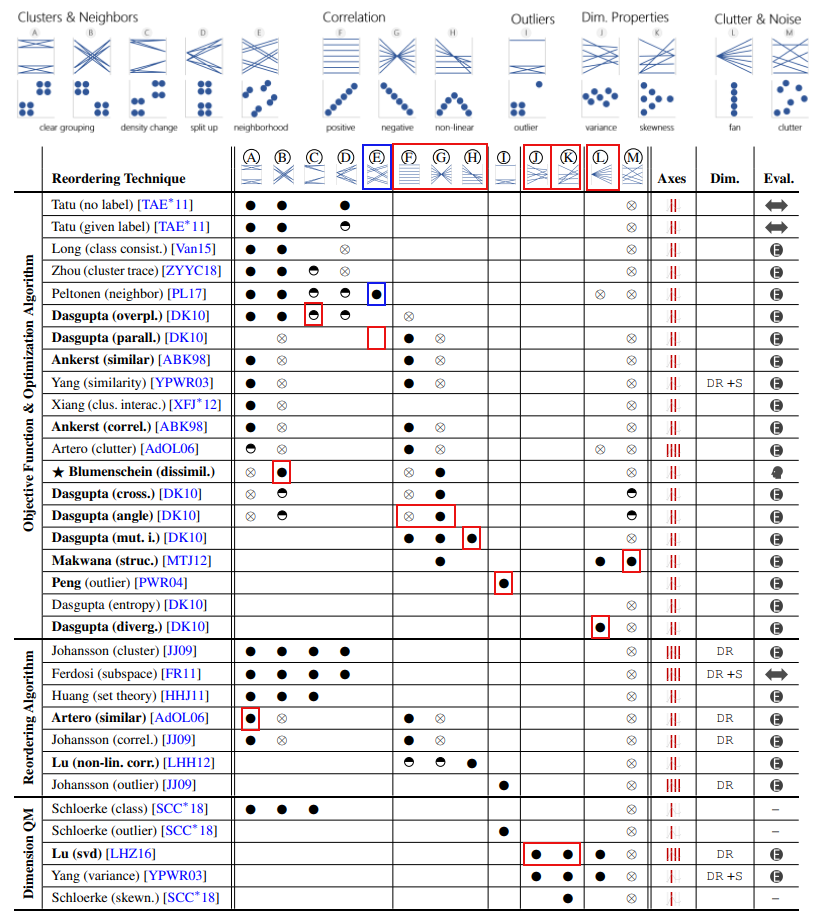 Clusters & Neighbors Correlation Outliers Dim. Properties Clutter & Noise
A B C D E F G H I J K L M
clear grouping density change split up neighborhood positive negative non-linear outlier variance skewness fan clutter
Reordering Technique A B C D E F G H I J K L M Axes Dim. Eval.
Objective Function & Optimization Algorithm
Tatu (no label) [TAE*11]
Tatu (given label) [TAE*11]
Long (class consist.) [Van15] E
Zhou (cluster trace) [ZYYC18] E
Peltonen (neighbor) [PL17] E
Dasgupta (overpl.) [DK10] E
Dasgupta (parall.) [DK10] E
Ankerst (similar) [ABK98] E
Yang (similarity) [YPWR03] DR +S E
Xiang (clus. interac.) [XFJ*12] E
Ankerst (correl.) [ABK98] E
Artero (clutter) [AdOL06] E
★ Blumenschein (dissimil.)
Dasgupta (cross.) [DK10] E
Dasgupta (angle) [DK10] E
Dasgupta (mut. i.) [DK10] E
Makwana (struc.) [MTJ12] E
Peng (outlier) [PWR04] E
Dasgupta (entropy) [DK10] E
Dasgupta (diverg.) [DK10] E
Reordering Algorithm
Johansson (cluster) [JJ09] DR E
Ferdosi (subspace) [FR11] DR +S
Huang (set theory) [HHJ11] E
Artero (similar) [AdOL06] DR E
Johansson (correl.) [JJ09] DR E
Lu (non-lin. corr.) [LHH12] E
Johansson (outlier) [JJ09] DR E
Dimension QM
Schloerke (class) [SCC*18] –
Schloerke (outlier) [SCC*18] –
Lu (svd) [LHZ16] DR E
Yang (variance) [YPWR03] DR +S E
Schloerke (skewn.) [SCC*18] –